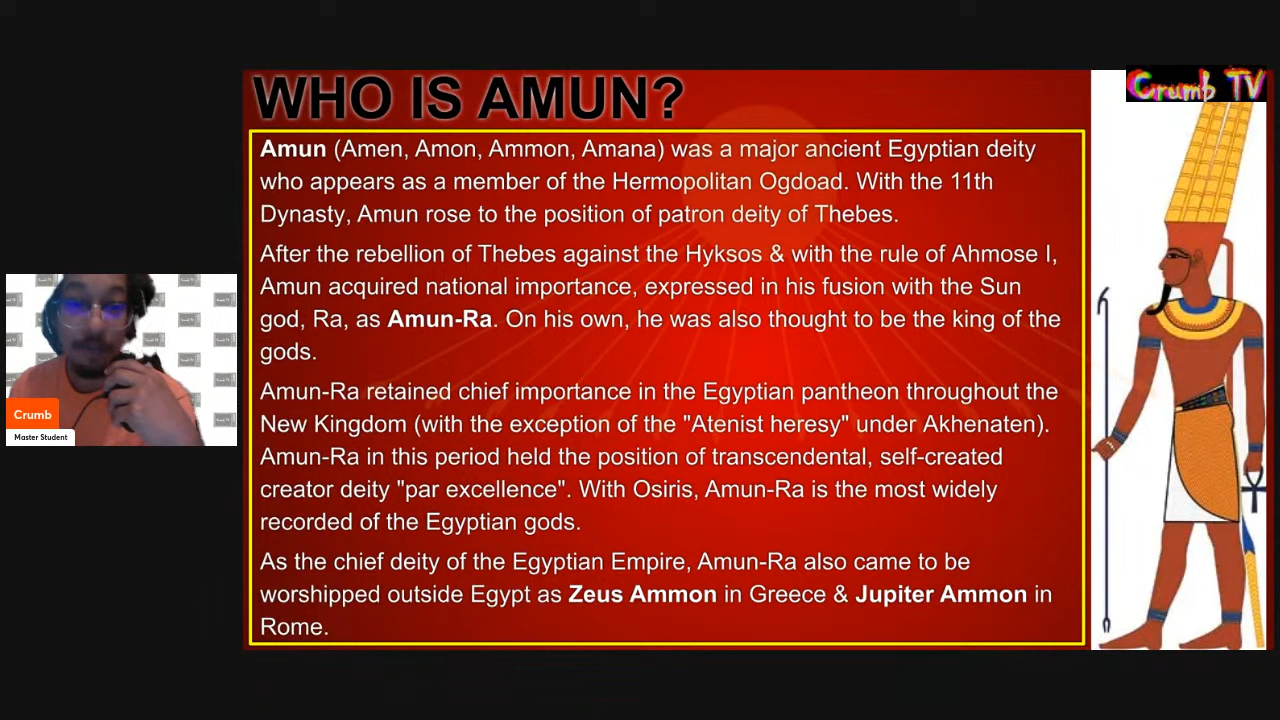 WHO IS AMUN?
Crumb TV
Amun (Amen, Amon, Ammon, Amana) was a major ancient Egyptian deity
who appears as a member of the Hermopolitan Ogdoad. With the 11th
Dynasty, Amun rose to the position of patron deity of Thebes.
After the rebellion of Thebes against the Hyksos & with the rule of Ahmose I,
Amun acquired national importance, expressed in his fusion with the Sun
god, Ra, as Amun-Ra. On his own, he was also thought to be the king of the
gods.
Amun-Ra retained chief importance in the Egyptian pantheon throughout the
New Kingdom (with the exception of the "Atenist heresy" under Akhenaten).
Amun-Ra in this period held the position of transcendental, self-created
creator deity "par excellence". With Osiris, Amun-Ra is the most widely
recorded of the Egyptian gods.
As the chief deity of the Egyptian Empire, Amun-Ra also came to be
worshipped outside Egypt as Zeus Ammon in Greece & Jupiter Ammon in
Rome.
Crumb
Master Student